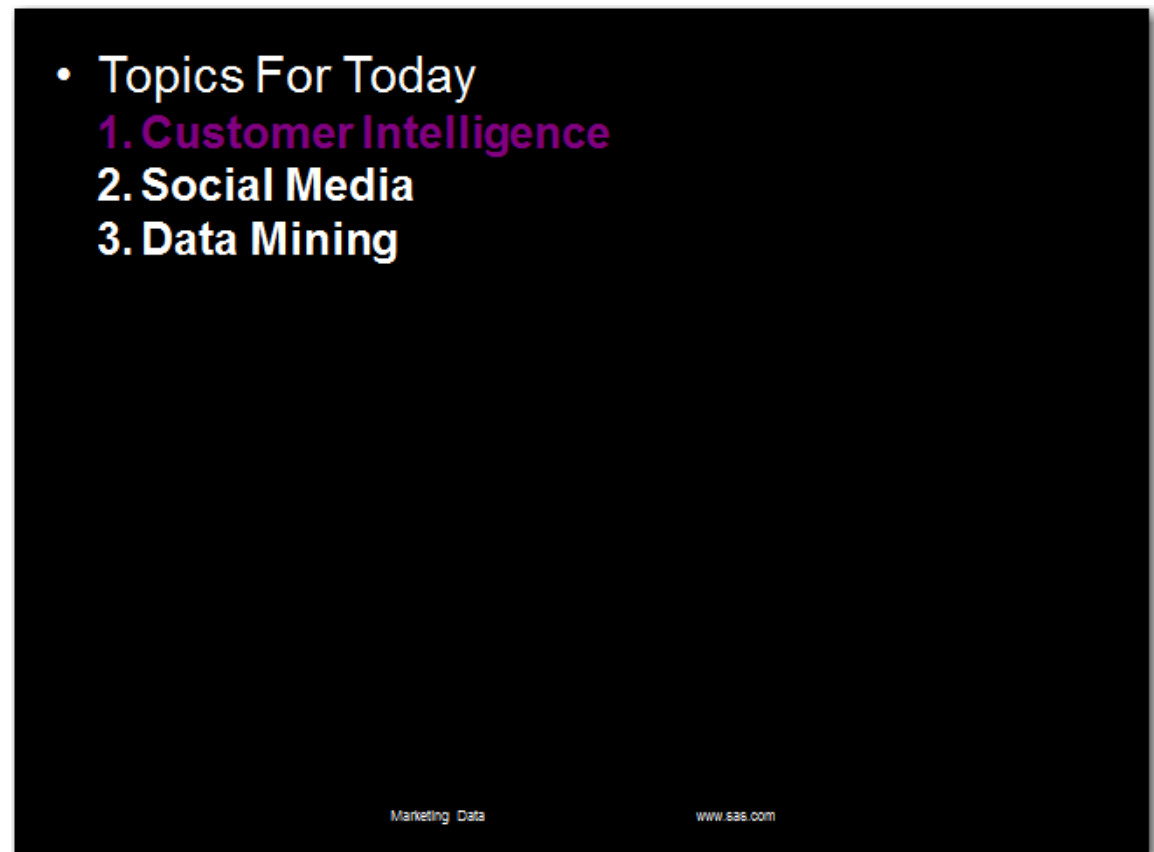 • Topics For Today
1. Customer Intelligence
2. Social Media
3. Data Mining
Marketing Data www.sas.com